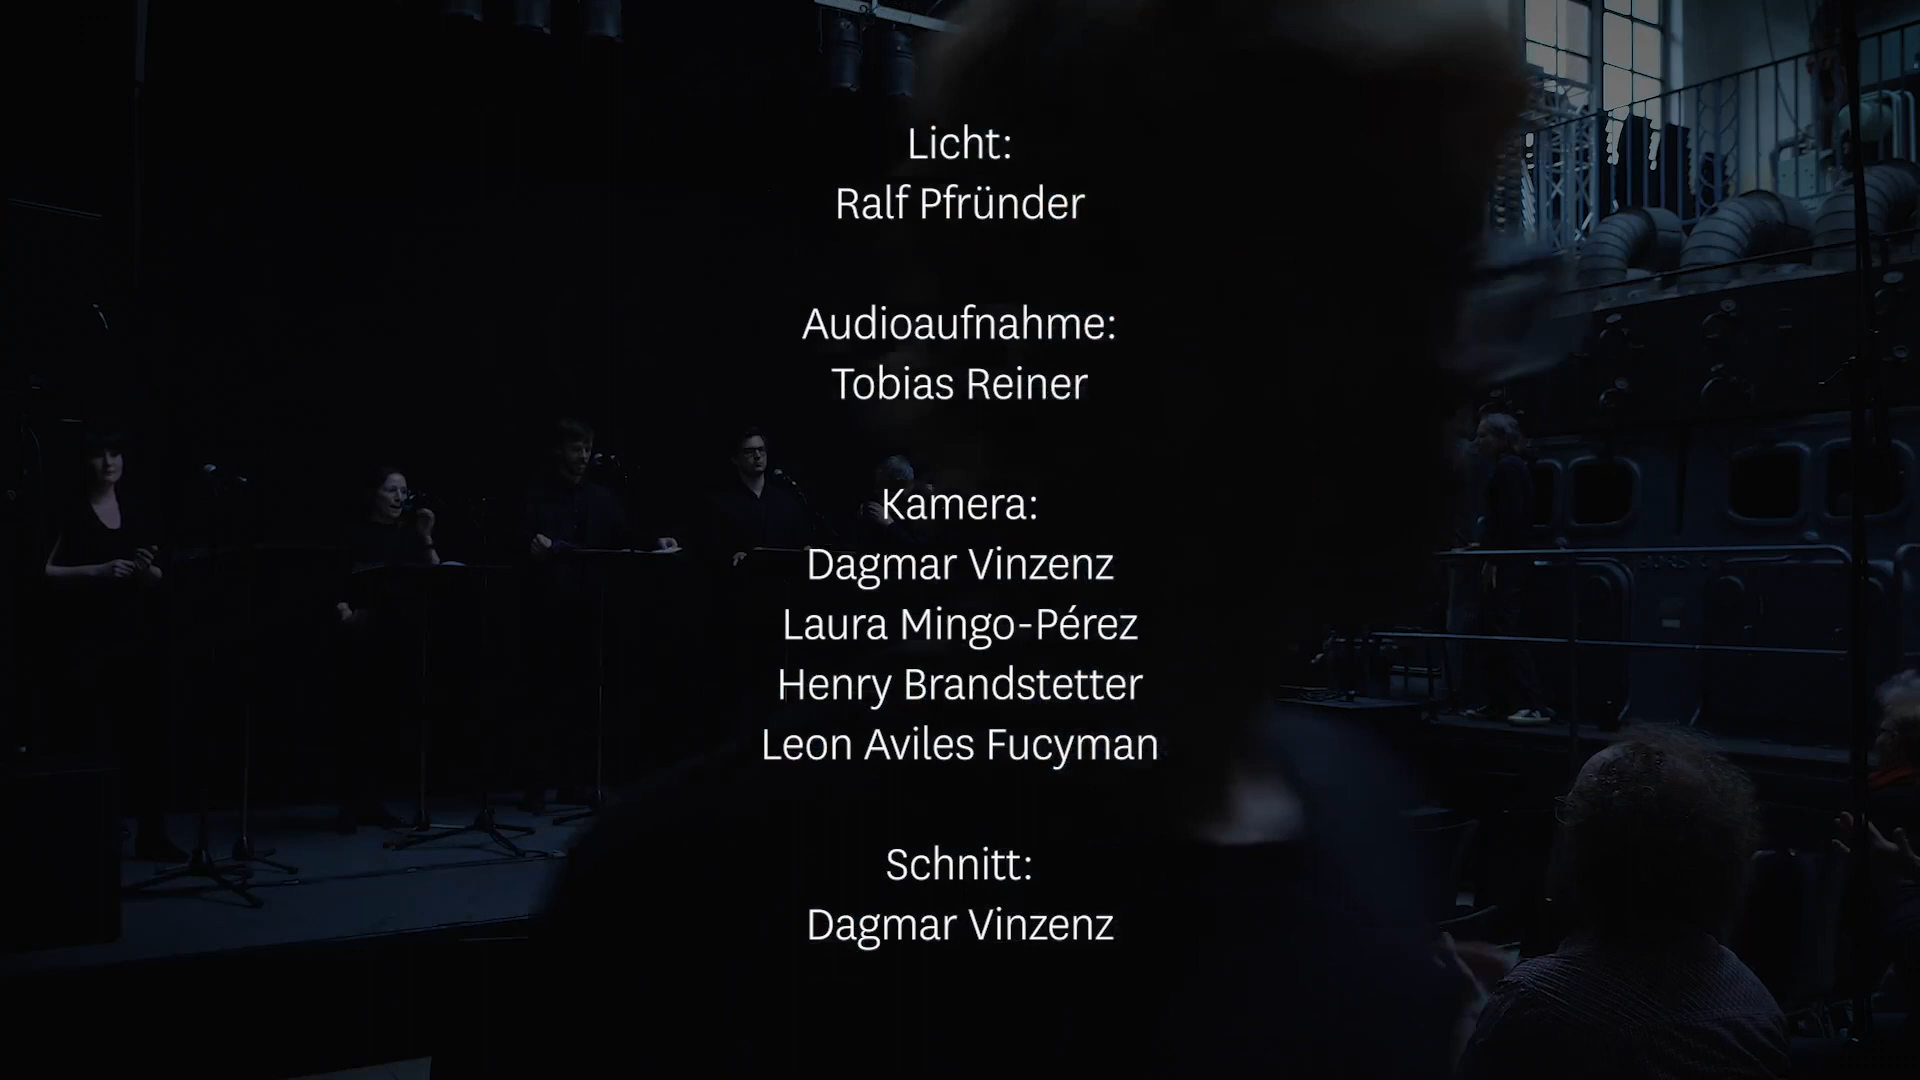 Licht:
Ralf Pfründer
Audioaufnahme:
Tobias Reiner
Kamera:
Dagmar Vinzenz
Laura Mingo-Pérez
Henry Brandstetter
Leon Aviles Fucyman
Schnitt:
Dagmar Vinzenz